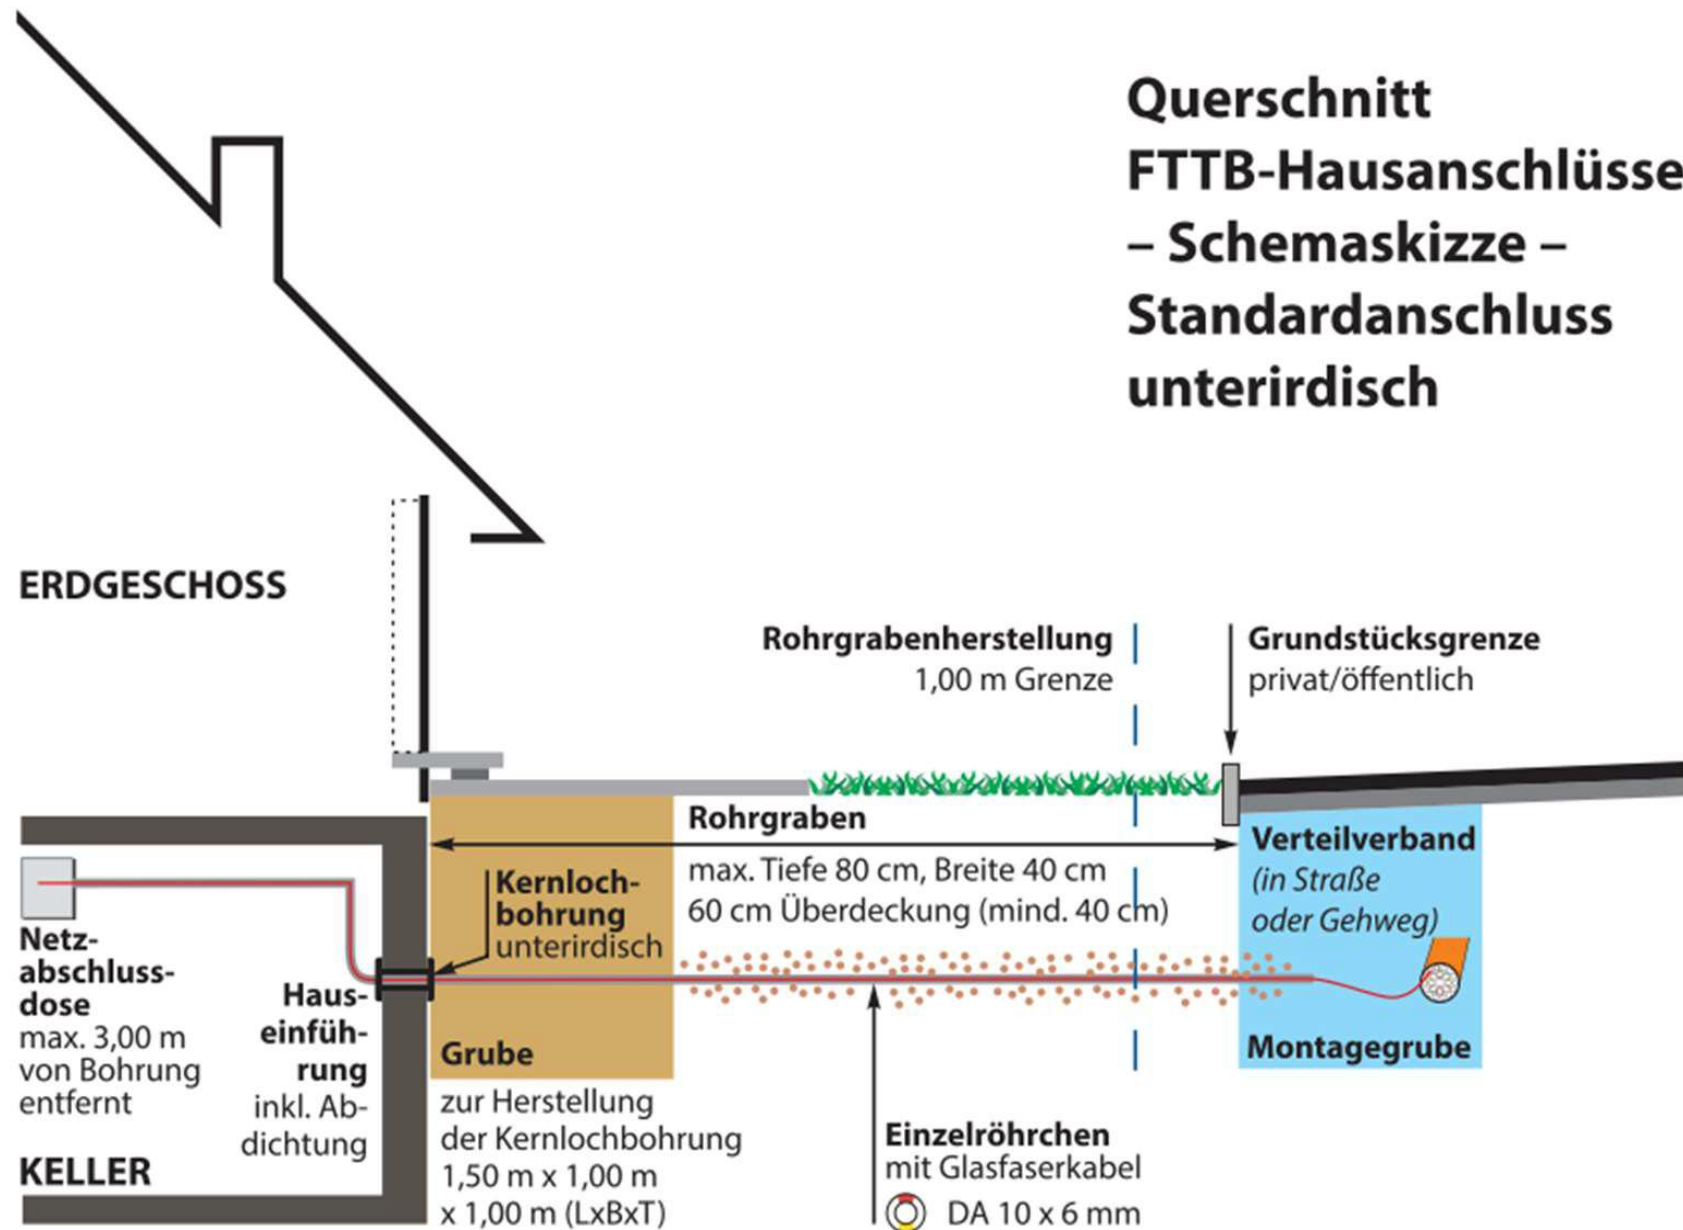 Querschnitt
FTTB-Hausanschlüsse
– Schemaskizze –
Standardanschluss
unterirdisch
ERDGESCHOSS
Rohrgrabenherstellung
1,00 m Grenze
Grundstücksgrenze
privat/öffentlich
Rohrgraben
max. Tiefe 80 cm, Breite 40 cm
60 cm Überdeckung (mind. 40 cm)
Verteilverband
(in Straße
oder Gehweg)
Montagegrube
Kernloch-
bohrung
unterirdisch
Netz-
abschluss-
dose
max. 3,00 m
von Bohrung
entfernt
Haus-
einfüh-
rung
inkl. Ab-
dichtung
KELLER
Grube
zur Herstellung
der Kernlochbohrung
1,50 m x 1,00 m
x 1,00 m (LxBxT)
Einzelröhrchen
mit Glasfaserkabel
DA 10 x 6 mm